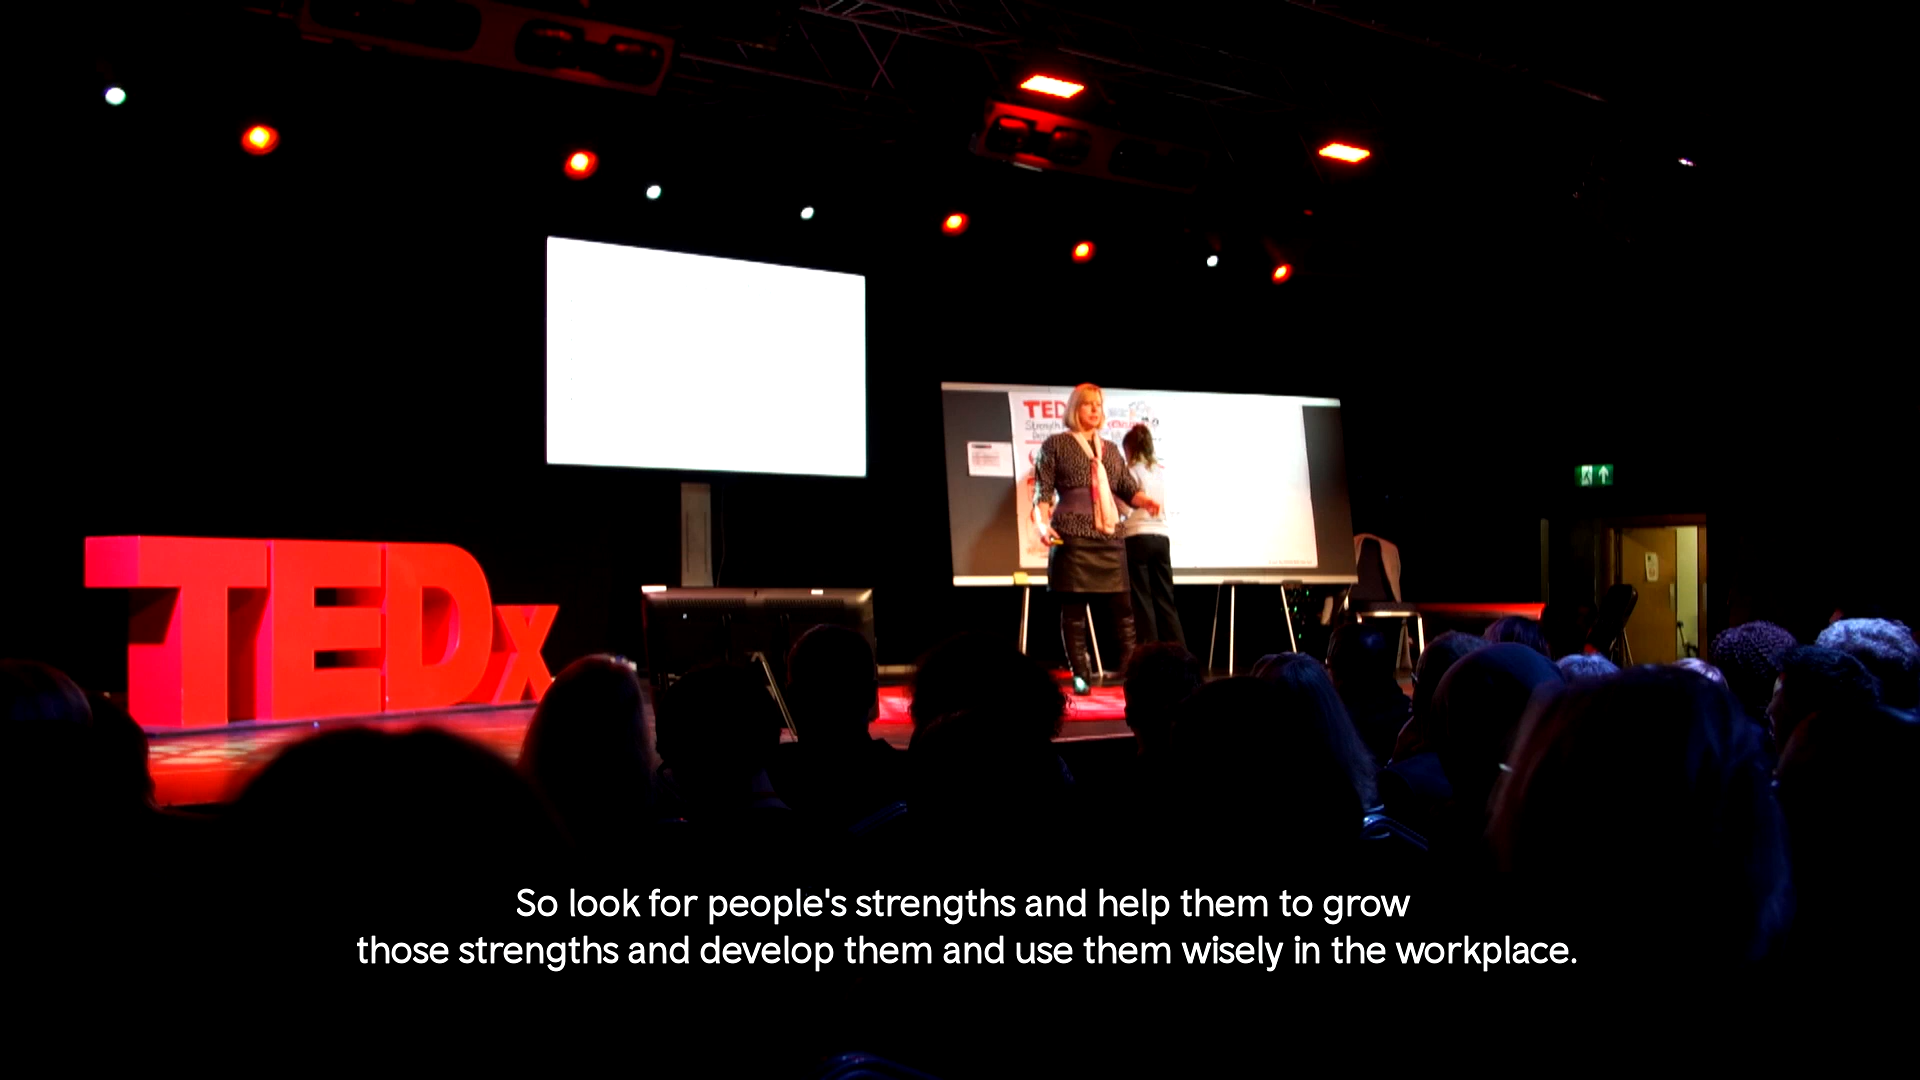 TEDx
TED
So look for people's strengths and help them to grow
those strengths and develop them and use them wisely in the workplace.